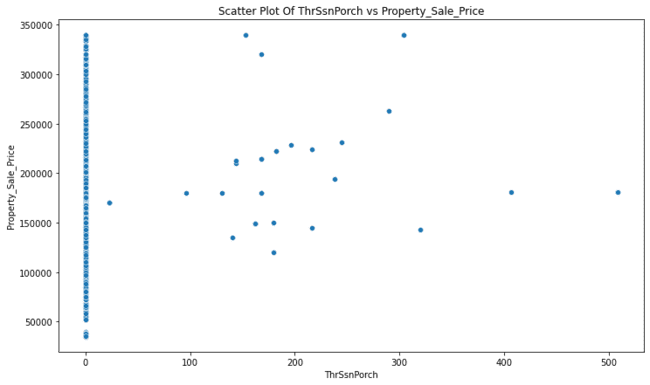 Scatter Plot Of ThrSsnPorch vs Property_Sale_Price
350000
300000
250000
200000
150000
100000
50000
Property_Sale_Price
0 100 200 300 400 500
ThrSsnPorch